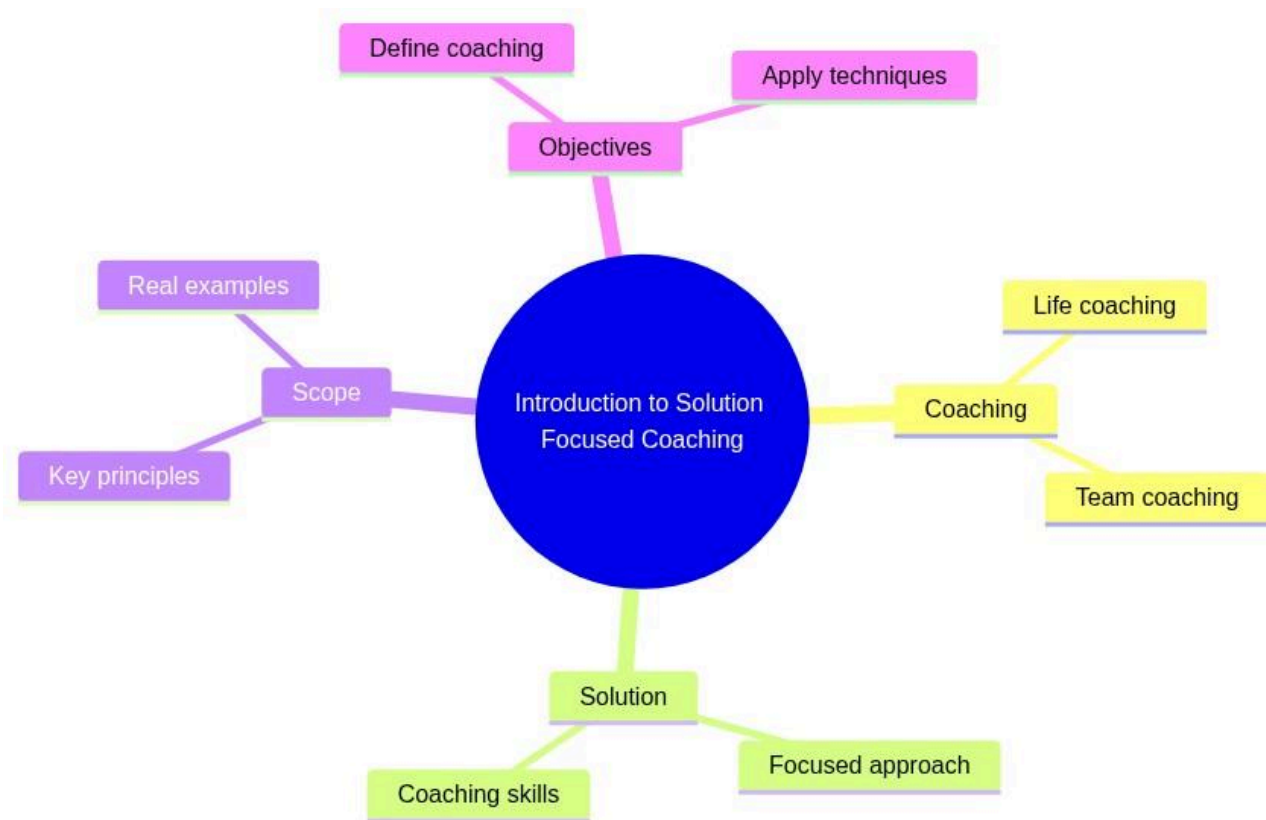 Define coaching
Apply techniques
Objectives
Real examples
Life coaching
Scope
Introduction to Solution
Focused Coaching
Coaching
Key principles
Team coaching
Solution
Focused approach
Coaching skills